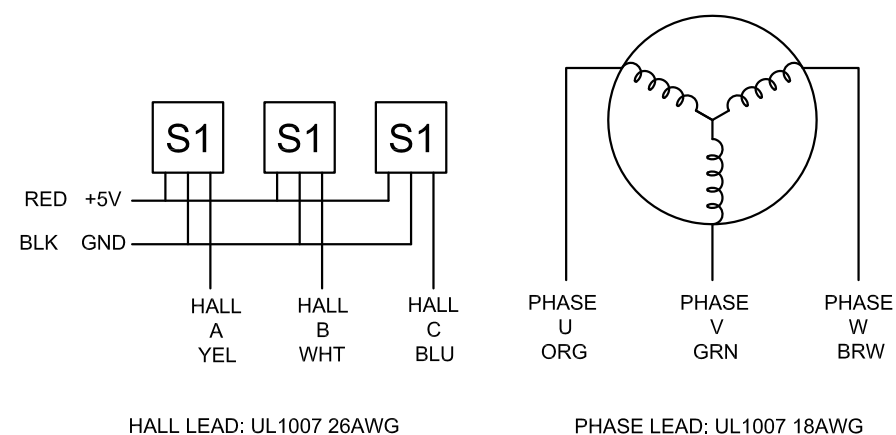 S1 S1 S1
RED +5V
BLK GND
HALL
A
YEL
HALL
B
WHT
HALL
C
BLU
PHASE
U
ORG
PHASE
V
GRN
PHASE
W
BRW
HALL LEAD: UL1007 26AWG
PHASE LEAD: UL1007 18AWG